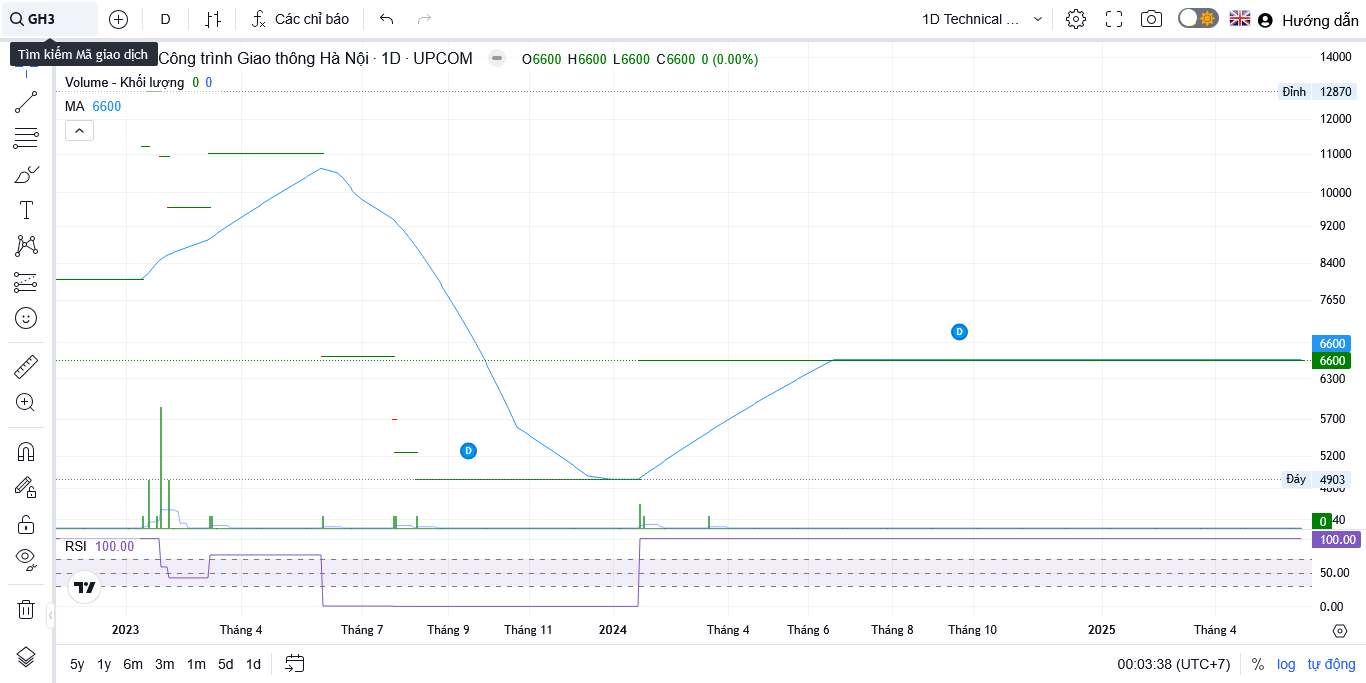 GH3 D Các chỉ báo 1D Technical ... Hướng dẫn
Tìm kiếm Mã giao dịch
Công trình Giao thông Hà Nội · 1D · UPCOM O6600 H6600 L6600 C6600 0 (0.00%)
Volume - Khối lượng 0 0
MA 6600
14000
Đỉnh 12870
12000
11000
10000
9200
8400
7650
D
6600
6600
6300
5700
D
5200
Đáy 4903
0
40
RSI 100.00
100.00
50.00
0.00
2023 Tháng 4 Tháng 7 Tháng 9 Tháng 11 2024 Tháng 4 Tháng 6 Tháng 8 Tháng 10 2025 Tháng 4
5y 1y 6m 3m 1m 5d 1d 00:03:38 (UTC+7) % log tự động